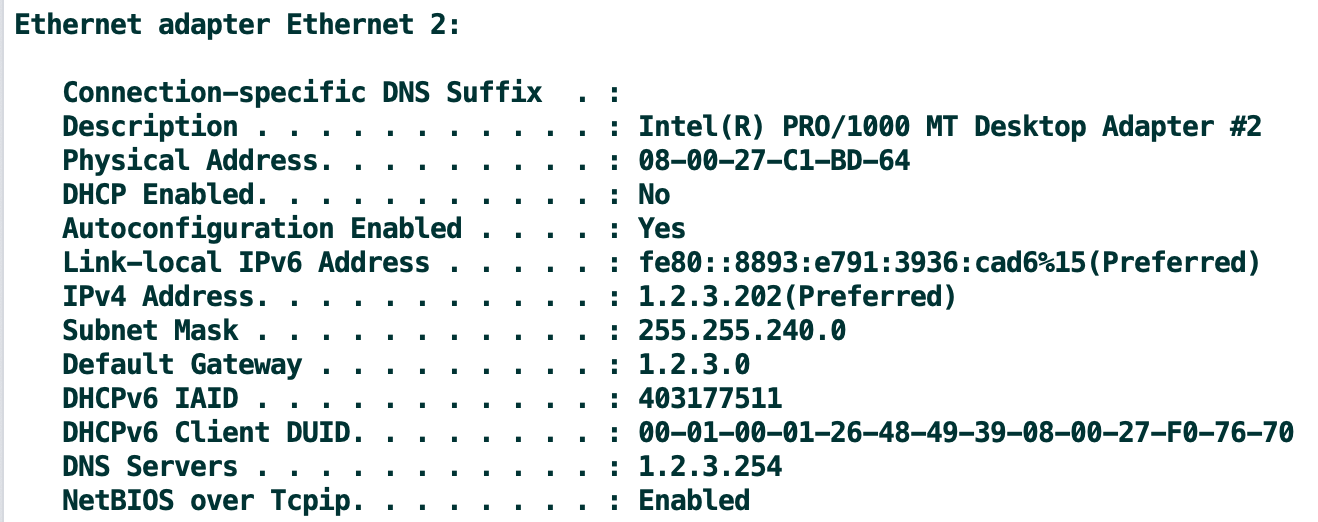 Ethernet adapter Ethernet 2:
Connection-specific DNS Suffix  . :
Description . . . . . . . . . . . : Intel(R) PRO/1000 MT Desktop Adapter #2
Physical Address. . . . . . . . . : 08-00-27-C1-BD-64
DHCP Enabled. . . . . . . . . . . : No
Autoconfiguration Enabled . . . . : Yes
Link-local IPv6 Address . . . . . : fe80::8893:e791:3936:cad6%15(Preferred)
IPv4 Address. . . . . . . . . . . : 1.2.3.202(Preferred)
Subnet Mask . . . . . . . . . . . : 255.255.240.0
Default Gateway . . . . . . . . . : 1.2.3.0
DHCPv6 IAID . . . . . . . . . . . : 403177511
DHCPv6 Client DUID. . . . . . . . : 00-01-00-01-26-48-49-39-08-00-27-F0-76-70
DNS Servers . . . . . . . . . . . : 1.2.3.254
NetBIOS over Tcpip. . . . . . . . : Enabled